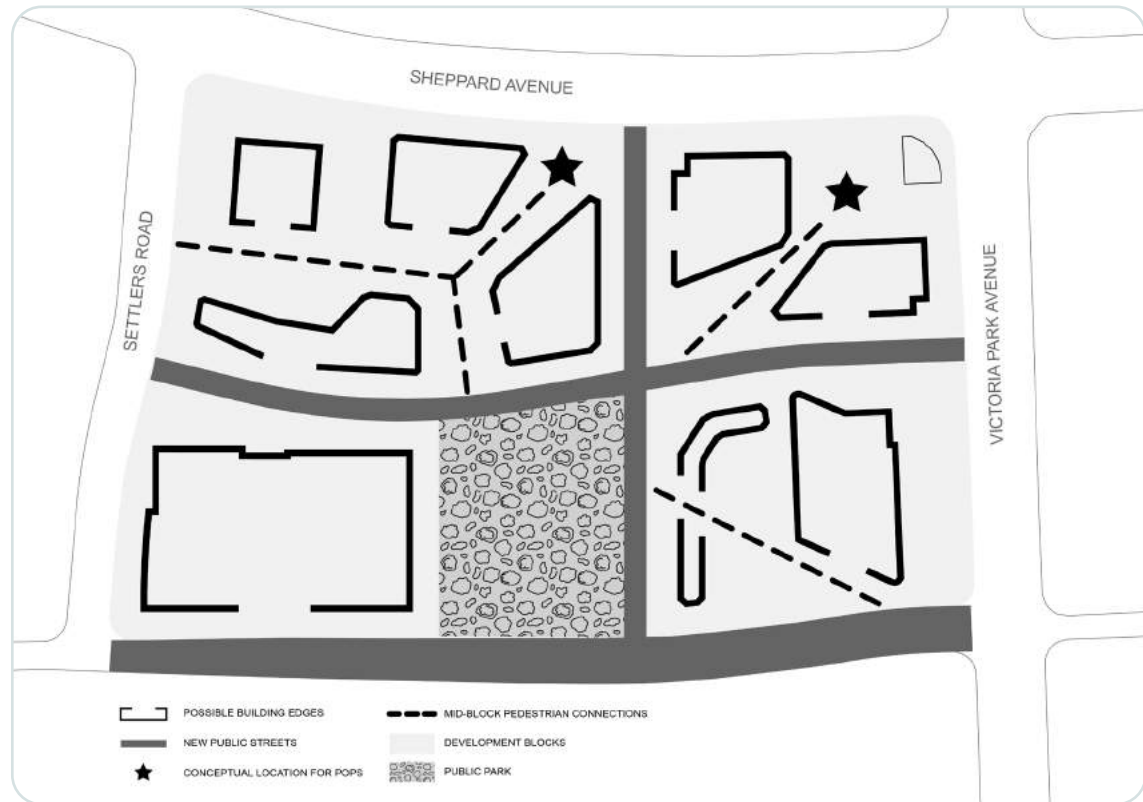 SHEPPARD AVENUE
SETTLERS ROAD
VICTORIA PARK AVENUE
POSSIBLE BUILDING EDGES
MID-BLOCK PEDESTRIAN CONNECTIONS
NEW PUBLIC STREETS
DEVELOPMENT BLOCKS
CONCEPTUAL LOCATION FOR POPS
PUBLIC PARK